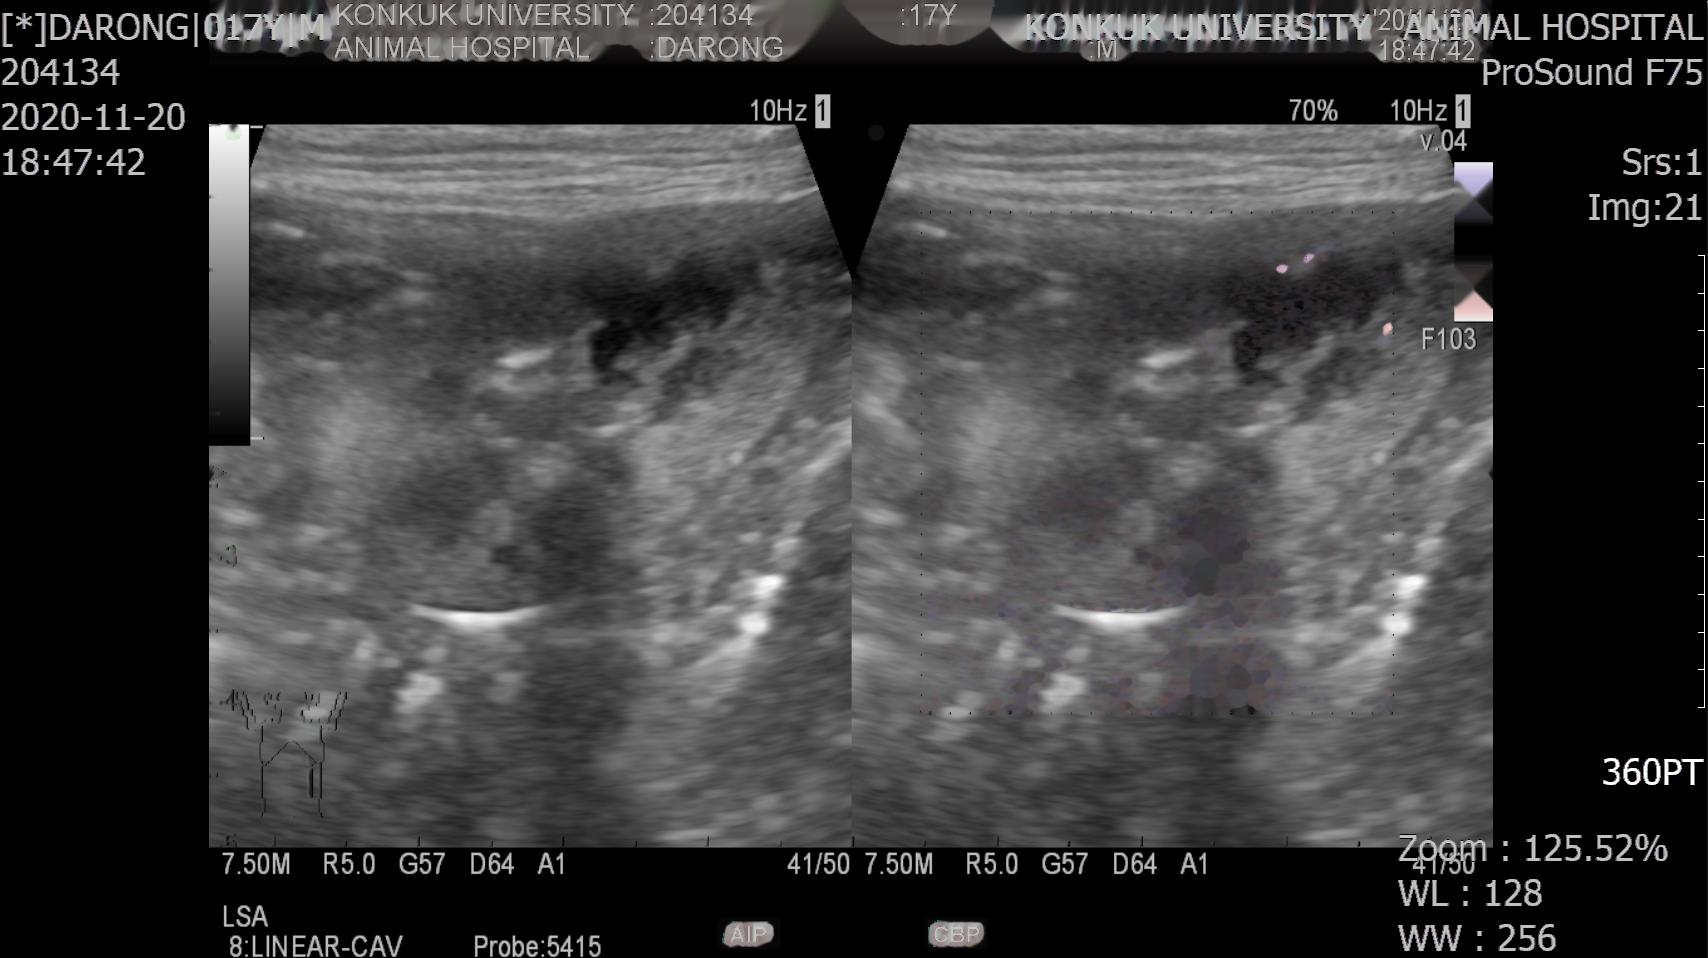 [*]DARONG|017Y|M
204134
2020-11-20
18:47:42
KONKUK UNIVERSITY :204134 :17Y
ANIMAL HOSPITAL :DARONG :M
18:47:42
KONKUK UNIVERSITY ANIMAL HOSPITAL
ProSound F75
Srs:1
Img:21
10Hz 1
70% 10Hz 1
v.04
F103
360PT
7.50M R5.0 G57 D64 A1 41/50
7.50M R5.0 G57 D64 A1 41/50
Zoom : 125.52%
WL : 128
WW : 256
LSA
8:LINEAR-CAV Probe:5415
AIP CBP